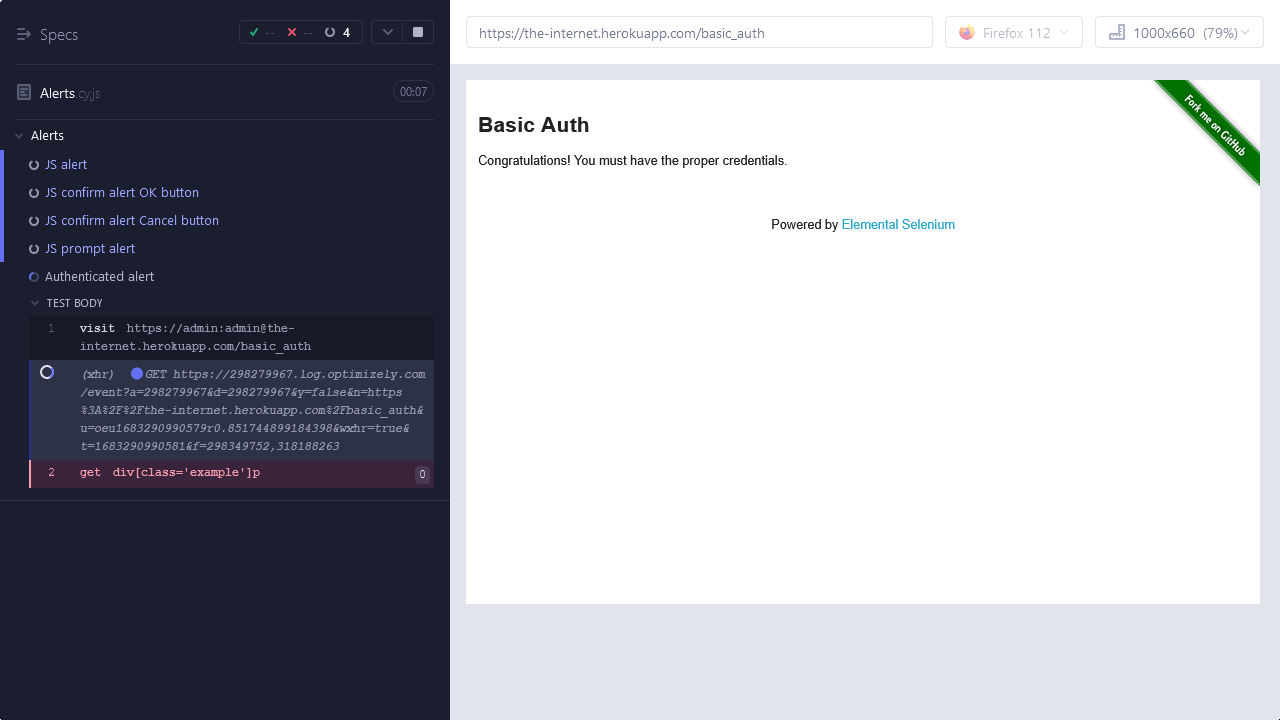 Specs
-- -- 4
https://the-internet.herokuapp.com/basic_auth
Firefox 112
1000x660 (79%)
Alerts.cy.js
00:07
Alerts
JS alert
JS confirm alert OK button
JS confirm alert Cancel button
JS prompt alert
Authenticated alert
TEST BODY
1 visit https://admin:admin@the-
internet.herokuapp.com/basic_auth
(xhr) GET https://298279967.log.optimizely.com
/event?a=298279967&d=298279967&y=false&n=https
%3A%2F%2Fthe-internet.herokuapp.com%2Fbasic_auth&
u=oeu1683290990579r0.851744899184398&wxhr=true&
t=1683290990581&f=298349752,318188263
2 get div[class='example']p 0
Fork me on GitHub
Basic Auth
Congratulations! You must have the proper credentials.
Powered by Elemental Selenium